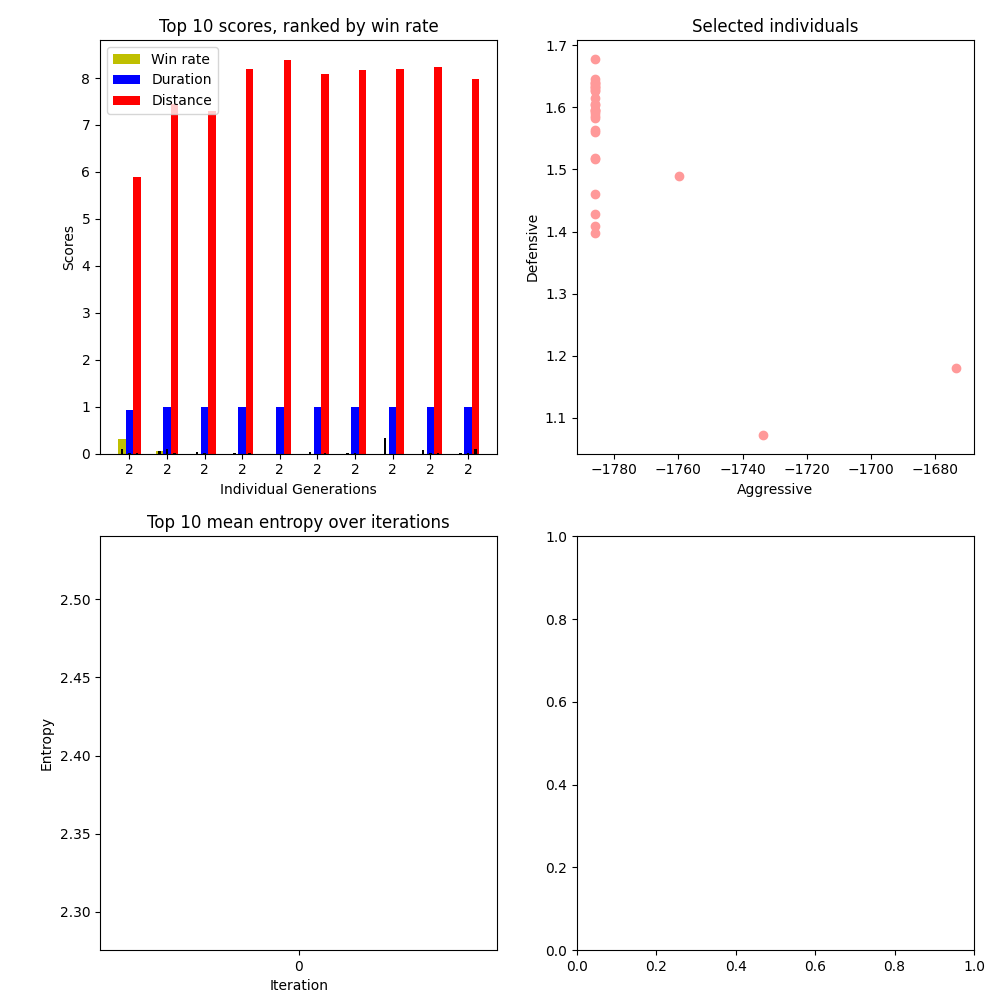 Top 10 scores, ranked by win rate
Win rate
Duration
Distance
8
7
6
5
4
3
2
1
0
Scores
2 2 2 2 2 2 2 2 2 2
Individual Generations
Selected individuals
1.7
1.6
1.5
1.4
1.3
1.2
1.1
Defensive
−1780 −1760 −1740 −1720 −1700 −1680
Aggressive
Top 10 mean entropy over iterations
2.50
2.45
2.40
2.35
2.30
Entropy
0
Iteration
1.0
0.8
0.6
0.4
0.2
0.0
0.0 0.2 0.4 0.6 0.8 1.0